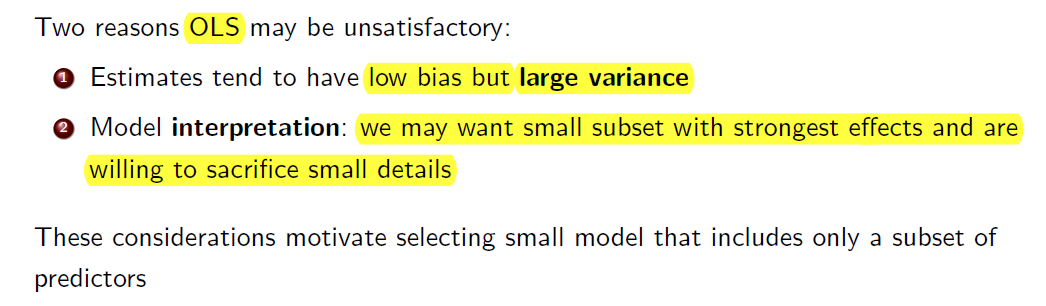 Two reasons OLS may be unsatisfactory:
1 Estimates tend to have low bias but large variance
2 Model interpretation: we may want small subset with strongest effects and are
willing to sacrifice small details
These considerations motivate selecting small model that includes only a subset of
predictors